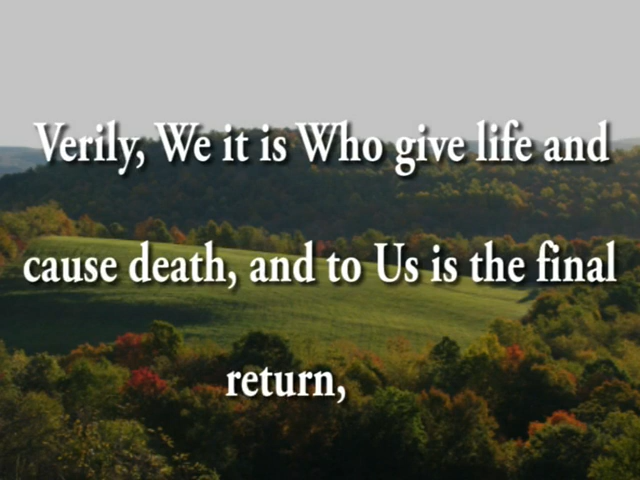 Verily, We it is Who give life and
cause death, and to Us is the final
return,